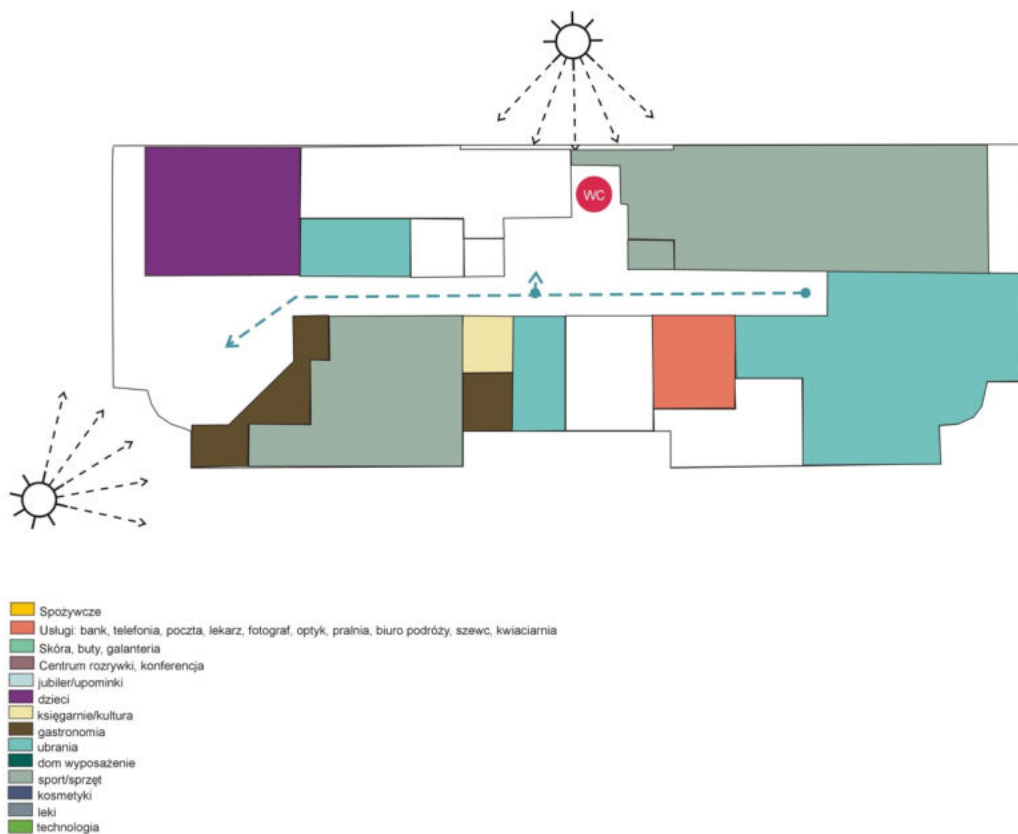 WC
Spożywcze
Usługi: bank, telefonia, poczta, lekarz, fotograf, optyk, pralnia, biuro podróży, szewc, kwiaciarnia
Skóra, buty, galanteria
Centrum rozrywki, konferencja
jubiler/upominki
dzieci
księgarnie/kultura
gastronomia
ubrania
dom wyposażenie
sport/sprzęt
kosmetyki
leki
technologia